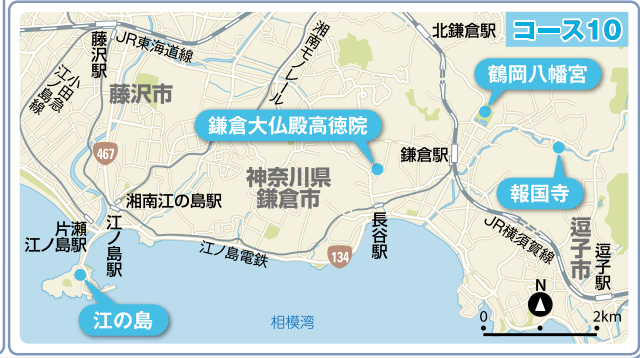 コース10
北鎌倉駅
鶴岡八幡宮
藤沢駅
JR東海道線
湘南モノレール
小田急
江ノ島線
藤沢市
467
鎌倉大仏殿高徳院
鎌倉駅
神奈川県
鎌倉市
報国寺
湘南江の島駅
片瀬
江ノ島駅
江ノ島駅
江ノ島電鉄
134
長谷駅
JR横須賀線
逗子市
逗子駅
江の島
相模湾
N
0
2km